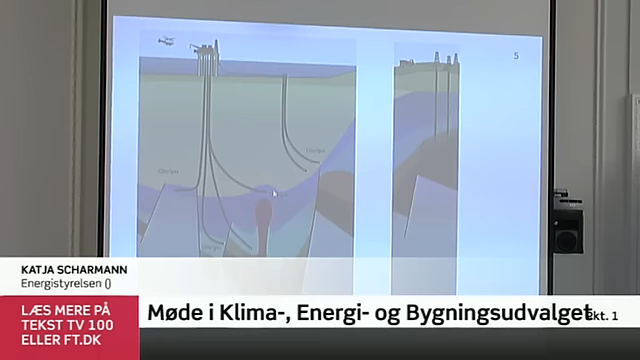 5
KATJA SCHARMANN
Energistyrelsen ()
LÆS MERE PÅ
TEKST TV 100
ELLER FT.DK
Møde i Klima-, Energi- og Bygningsudvalget
kt. 1